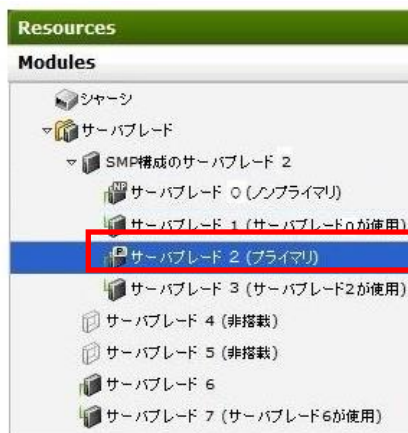 Resources
Modules
シャーシ
サーバブレード
SMP構成のサーバブレード 2
NP サーバブレード 0 (ノンプライマリ)
サーバブレード 1 (サーバブレード0が使用)
P サーバブレード 2 (プライマリ)
サーバブレード 3 (サーバブレード2が使用)
サーバブレード 4 (非搭載)
サーバブレード 5 (非搭載)
サーバブレード 6
サーバブレード 7 (サーバブレード6が使用)